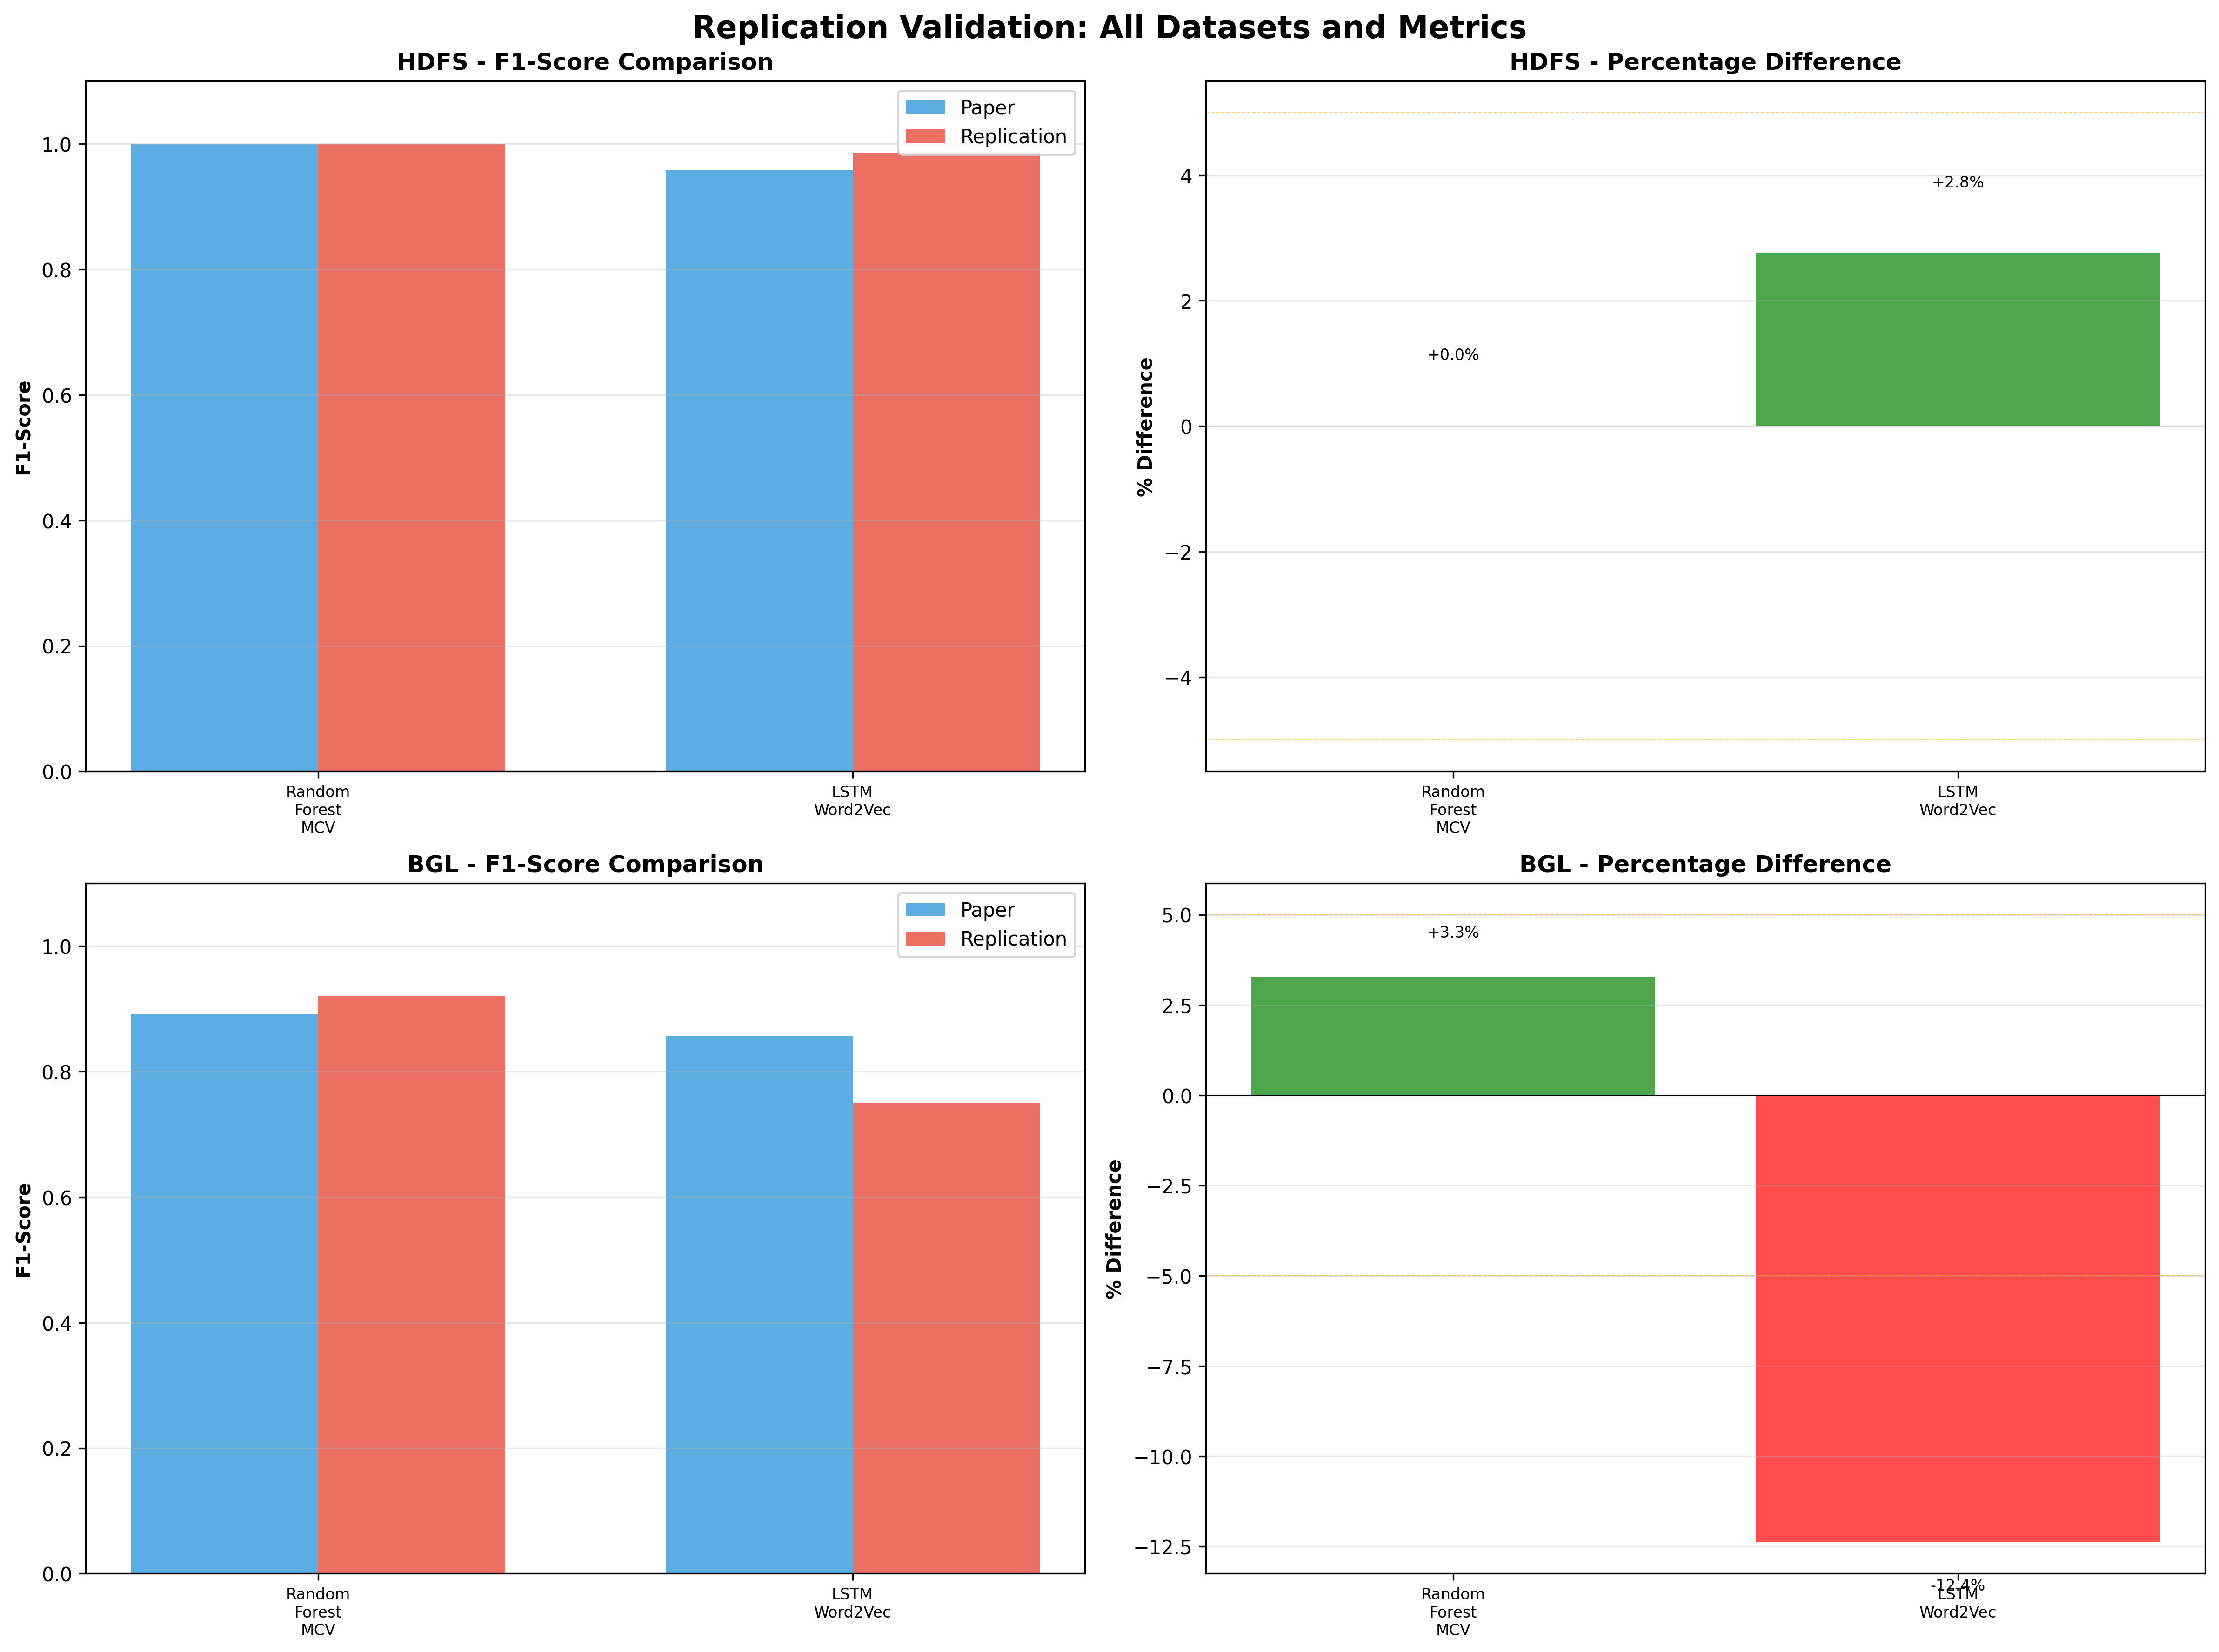 Replication Validation: All Datasets and Metrics
HDFS - F1-Score Comparison
F1-Score
1.0
0.8
0.6
0.4
0.2
0.0
Paper
Replication
Random
Forest
MCV
LSTM
Word2Vec
HDFS - Percentage Difference
% Difference
4
2
0
−2
−4
+0.0%
+2.8%
Random
Forest
MCV
LSTM
Word2Vec
BGL - F1-Score Comparison
F1-Score
1.0
0.8
0.6
0.4
0.2
0.0
Paper
Replication
Random
Forest
MCV
LSTM
Word2Vec
BGL - Percentage Difference
% Difference
5.0
2.5
0.0
−2.5
−5.0
−7.5
−10.0
−12.5
+3.3%
-12.4%
Random
Forest
MCV
LSTM
Word2Vec